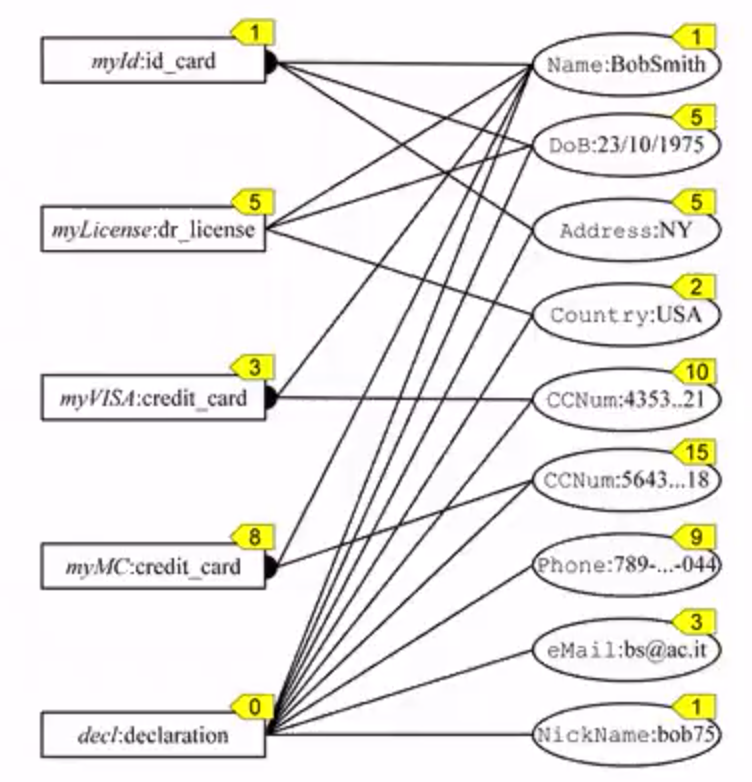 1
myId:id_card
5
myLicense:dr_license
3
myVISA:credit_card
8
myMC:credit_card
0
decl:declaration
1
Name:BobSmith
5
DoB:23/10/1975
5
Address:NY
2
Country:USA
10
CCNum:4353..21
15
CCNum:5643...18
9
Phone:789-...-044
3
eMail:bs@ac.it
1
NickName:bob75